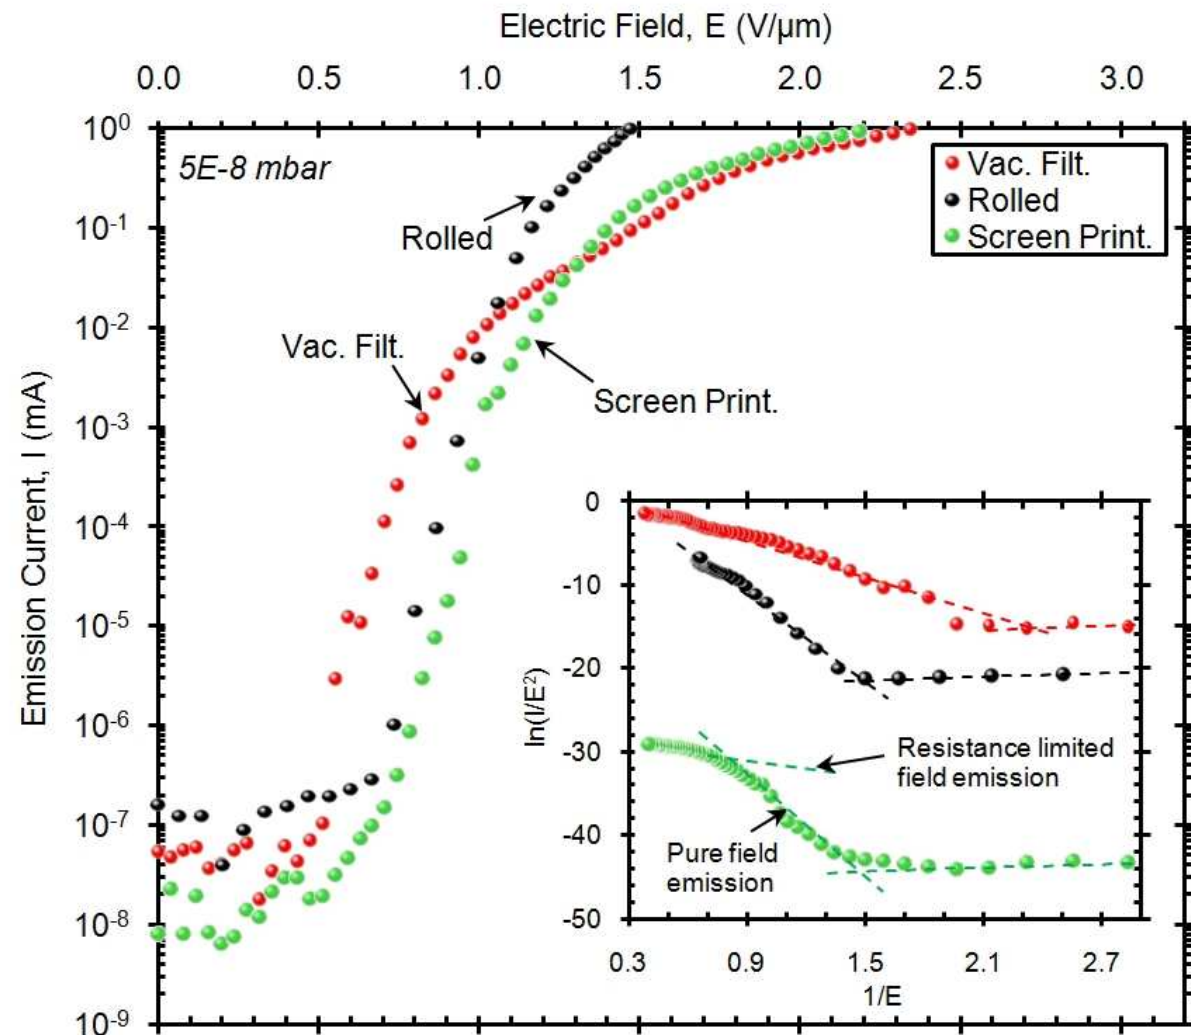 Electric Field, E (V/µm)
0.0 0.5 1.0 1.5 2.0 2.5 3.0
Emission Current, I (mA)
10⁰
10⁻¹
10⁻²
10⁻³
10⁻⁴
10⁻⁵
10⁻⁶
10⁻⁷
10⁻⁸
10⁻⁹
5E-8 mbar
Vac. Filt.
Rolled
Screen Print.
Rolled
Vac. Filt.
Screen Print.
ln(I/E²)
0
-10
-20
-30
-40
-50
Resistance limited
field emission
Pure field
emission
0.3 0.9 1.5 2.1 2.7
1/E